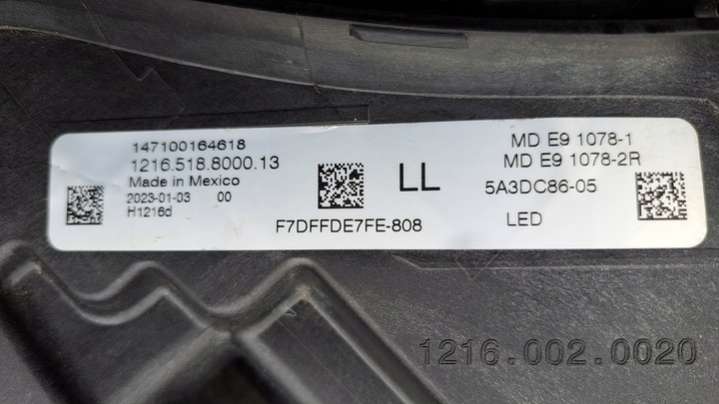 147100164618
1216.518.8000.13
Made in Mexico
2023-01-03 00
H1216d
F7DFFDE7FE-808
LL
MD E9 1078-1
MD E9 1078-2R
5A3DC86-05
LED
1216.002.0020